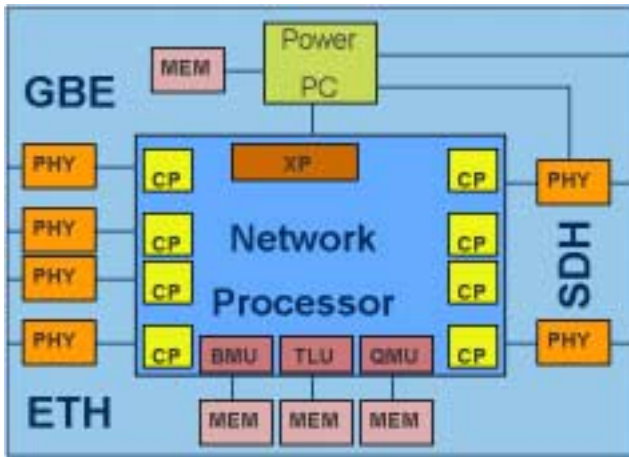 Power
PC
MEM
GBE
PHY
CP
XP
CP
PHY
PHY
CP
Network
CP
SDH
PHY
CP
Processor
CP
PHY
CP
BMU
TLU
QMU
CP
PHY
ETH
MEM
MEM
MEM